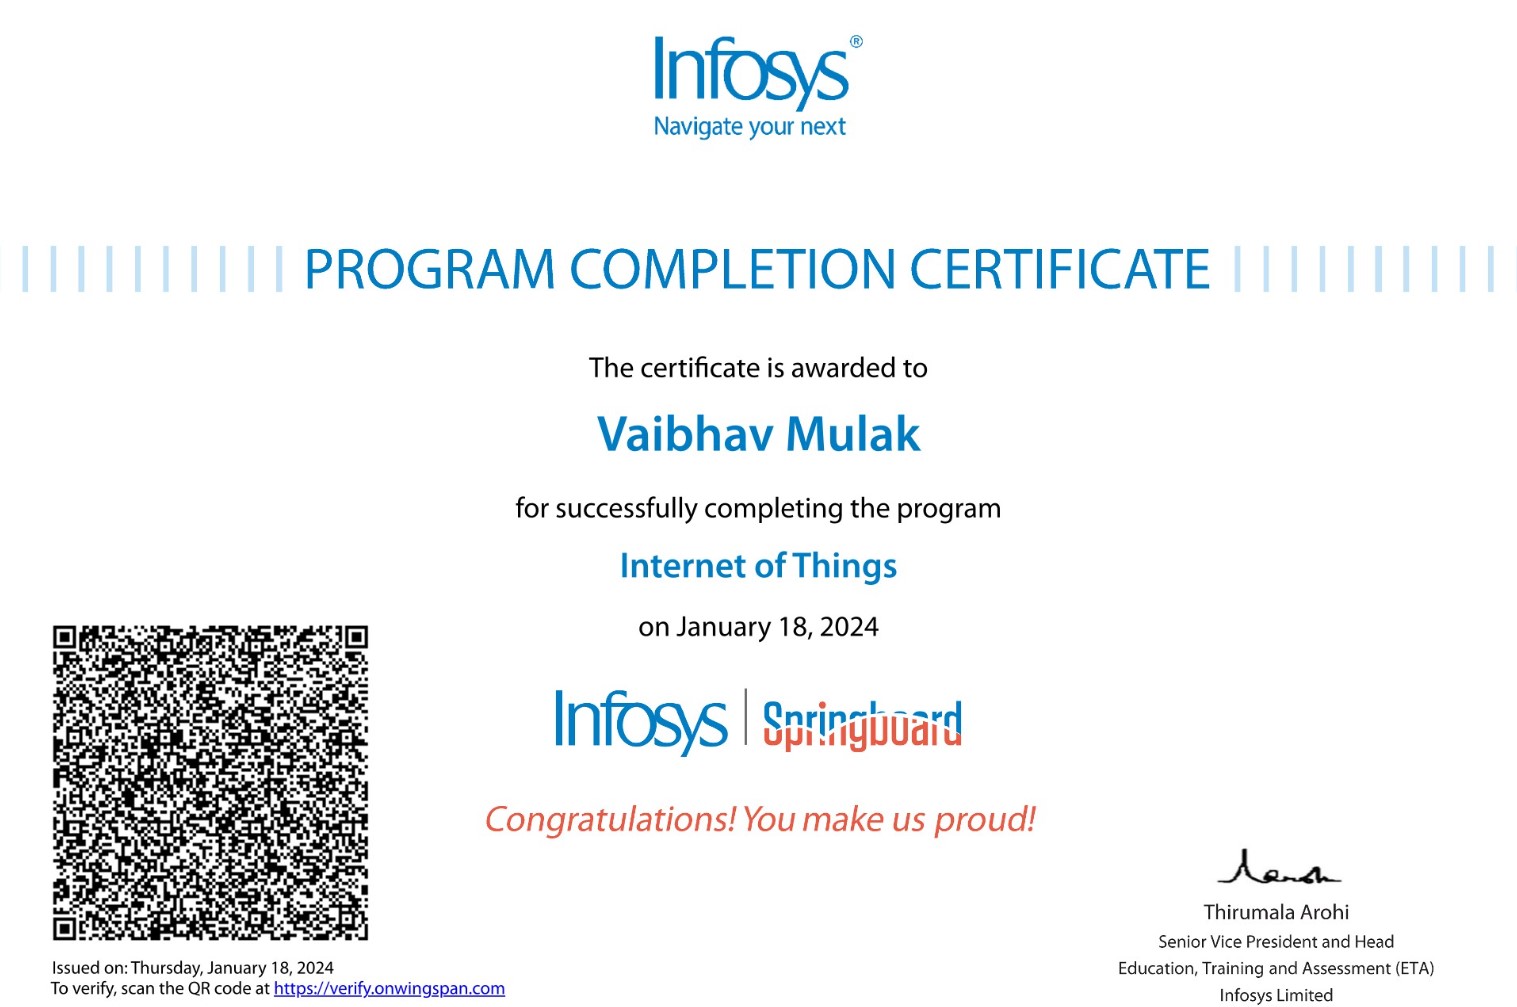 Infosys®
Navigate your next
PROGRAM COMPLETION CERTIFICATE
The certificate is awarded to
Vaibhav Mulak
for successfully completing the program
Internet of Things
on January 18, 2024
Infosys | Springboard
Congratulations! You make us proud!
Thirumala Arohi
Senior Vice President and Head
Education, Training and Assessment (ETA)
Infosys Limited
Issued on: Thursday, January 18, 2024
To verify, scan the QR code at https://verify.onwingspan.com